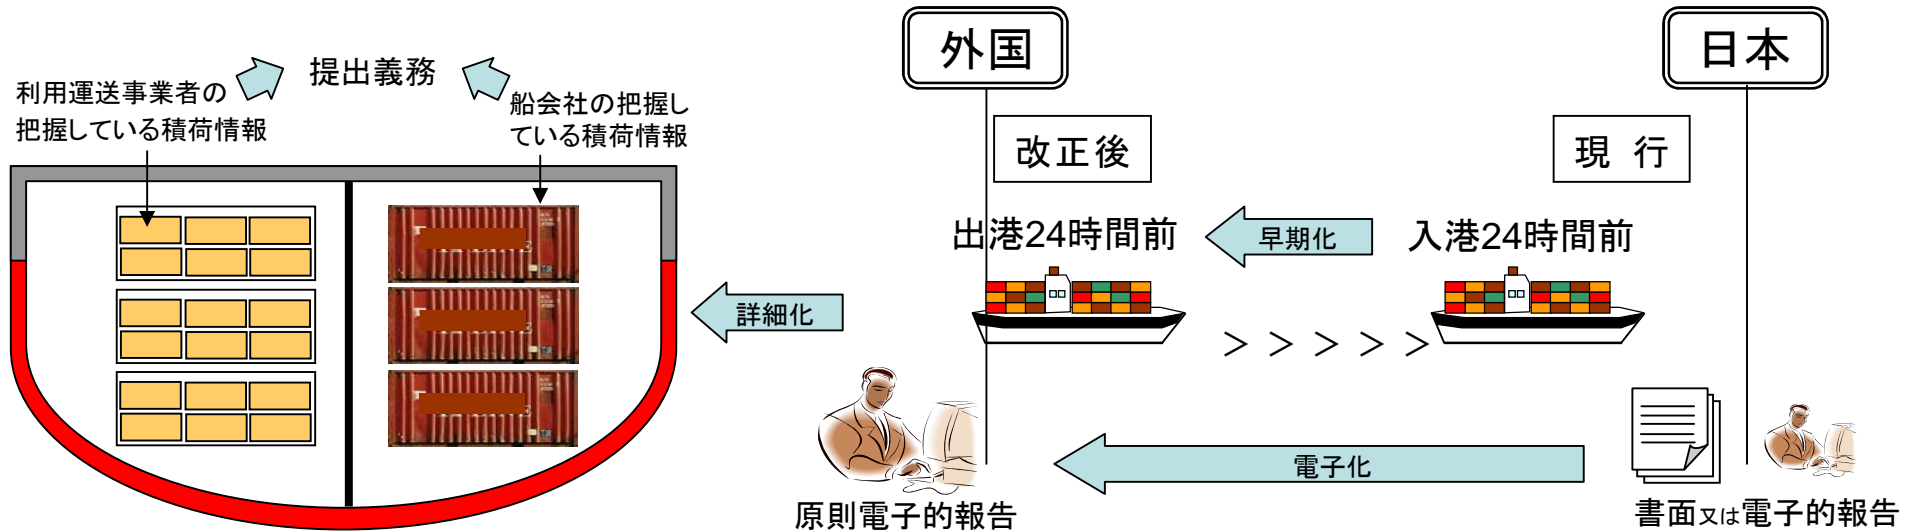 提出義務
利用運送事業者の
把握している積荷情報
船会社の把握し
ている積荷情報
外国
日本
改正後
現 行
出港24時間前
早期化
入港24時間前
詳細化
＞ ＞ ＞ ＞ ＞
電子化
原則電子的報告
書面又は電子的報告